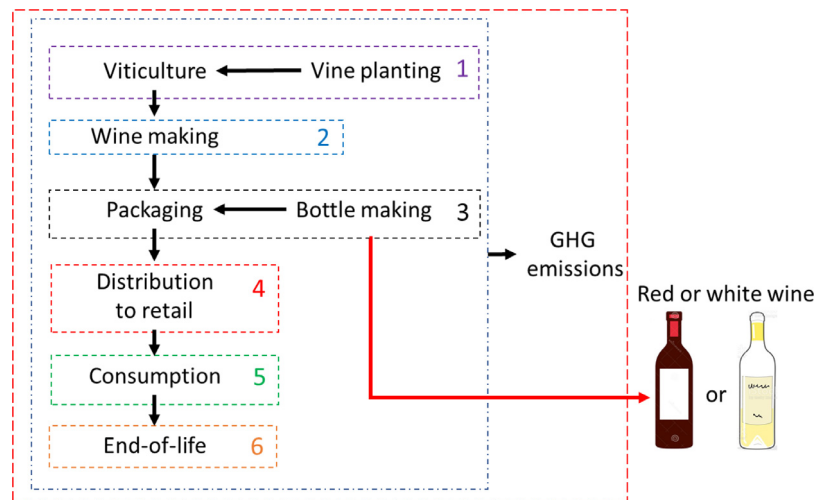 Viticulture
Vine planting
1
Wine making
2
Packaging
Bottle making
3
GHG
emissions
Distribution
to retail
4
Red or white wine
or
Consumption
5
End-of-life
6